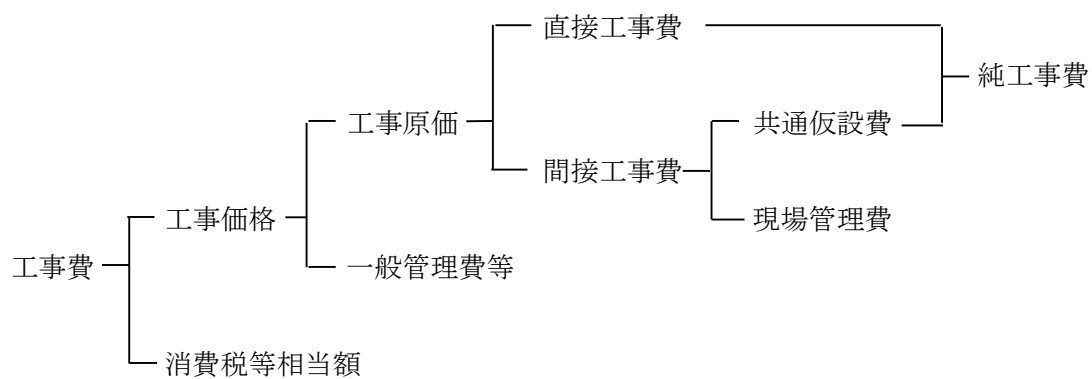 直接工事費
純工事費
工事原価
共通仮設費
間接工事費
工事価格
現場管理費
工事費
一般管理費等
消費税等相当額